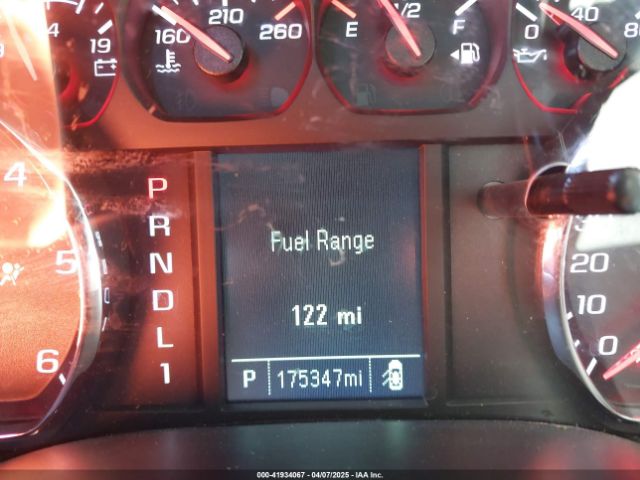 19
160 210 260
E 1/2 F
0 40 80
4
5
6
P
R
N
D
L
1
Fuel Range
122 mi
P 175347mi
20
10
0
000-41934067 - 04/07/2025 - IAA Inc.